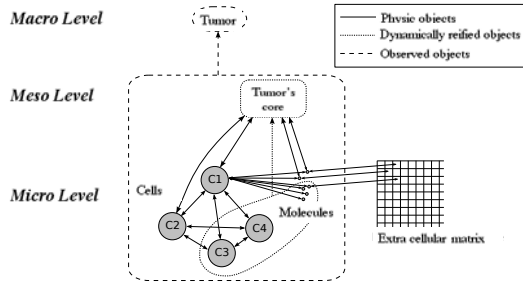 Macro Level
Tumor
Physic objects
Dynamically reified objects
Observed objects
Meso Level
Tumor's
core
Micro Level
Cells
C1
C2
C4
C3
Molecules
Extra cellular matrix